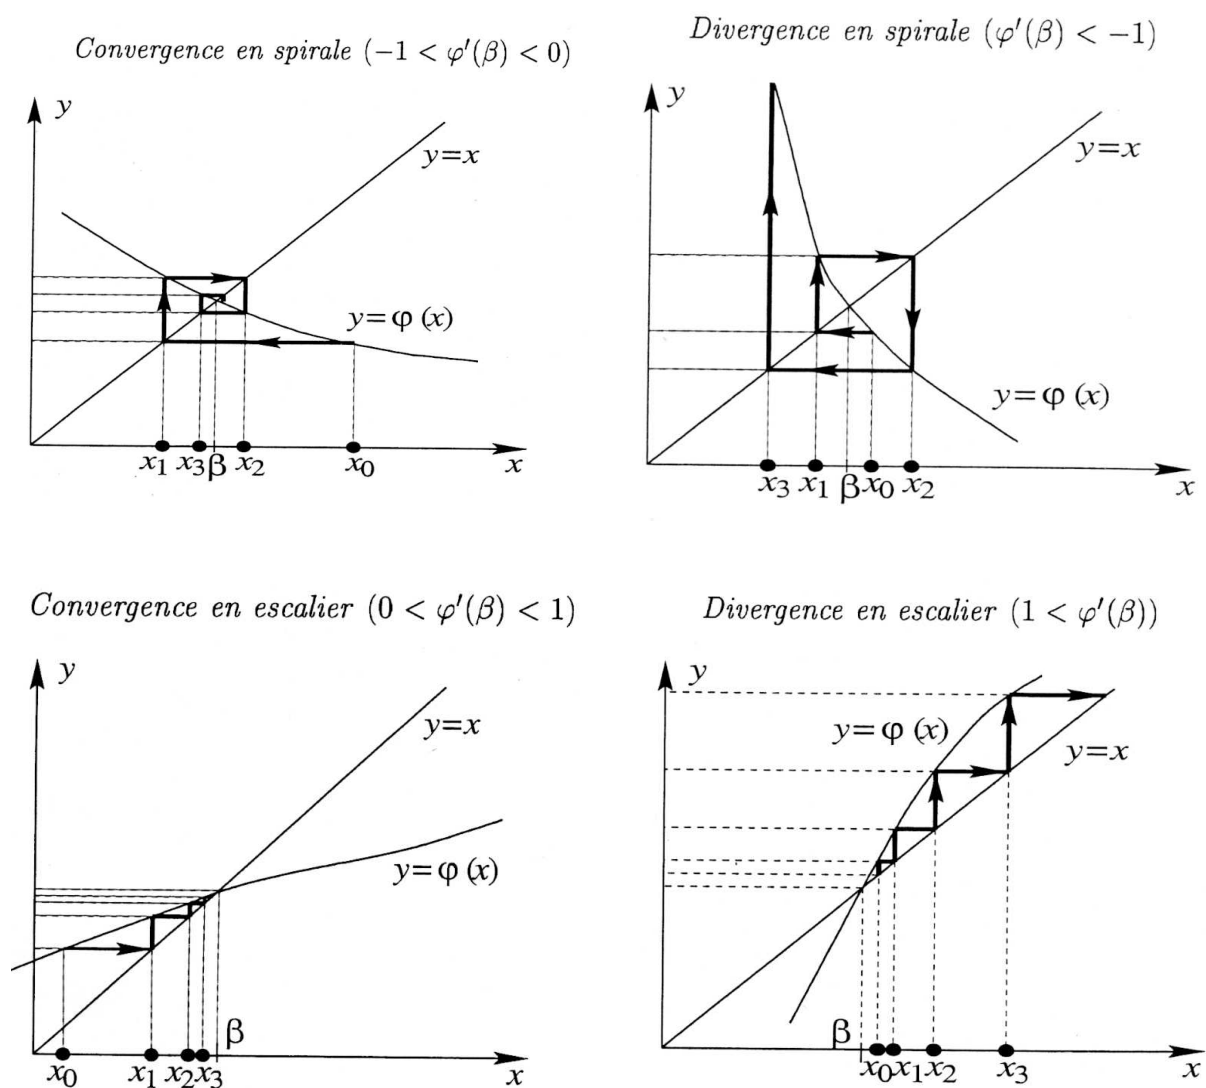 Convergence en spirale (−1 < φ′(β) < 0)
y
y=x
y=φ (x)
x₁ x₃ β x₂ x₀ x
Divergence en spirale (φ′(β) < −1)
y
y=x
y=φ (x)
x₃ x₁ β x₀ x₂ x
Convergence en escalier (0 < φ′(β) < 1)
y
y=x
y=φ (x)
β
x₀ x₁ x₂ x₃ x
Divergence en escalier (1 < φ′(β))
y
y=φ (x)
y=x
β
x₀ x₁ x₂ x₃ x